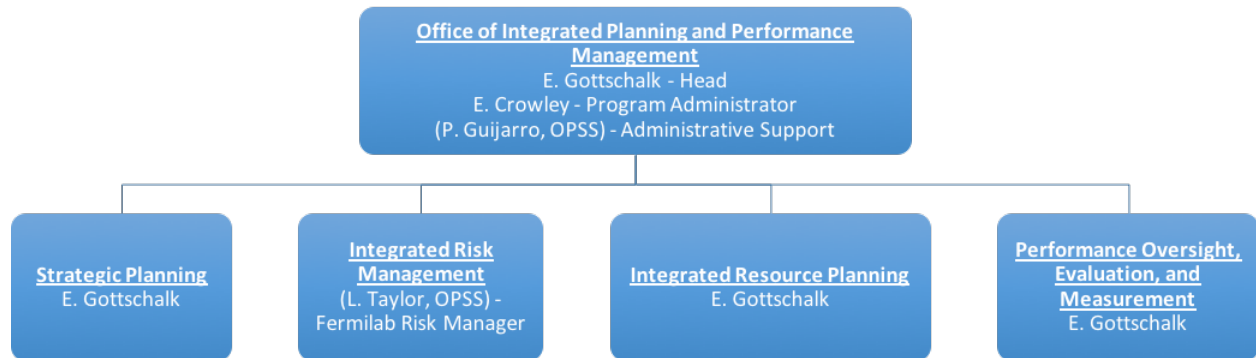 Office of Integrated Planning and Performance
Management
E. Gottschalk - Head
E. Crowley - Program Administrator
(P. Guijarro, OPSS) - Administrative Support
Strategic Planning
E. Gottschalk
Integrated Risk
Management
(L. Taylor, OPSS) -
Fermilab Risk Manager
Integrated Resource Planning
E. Gottschalk
Performance Oversight,
Evaluation, and
Measurement
E. Gottschalk